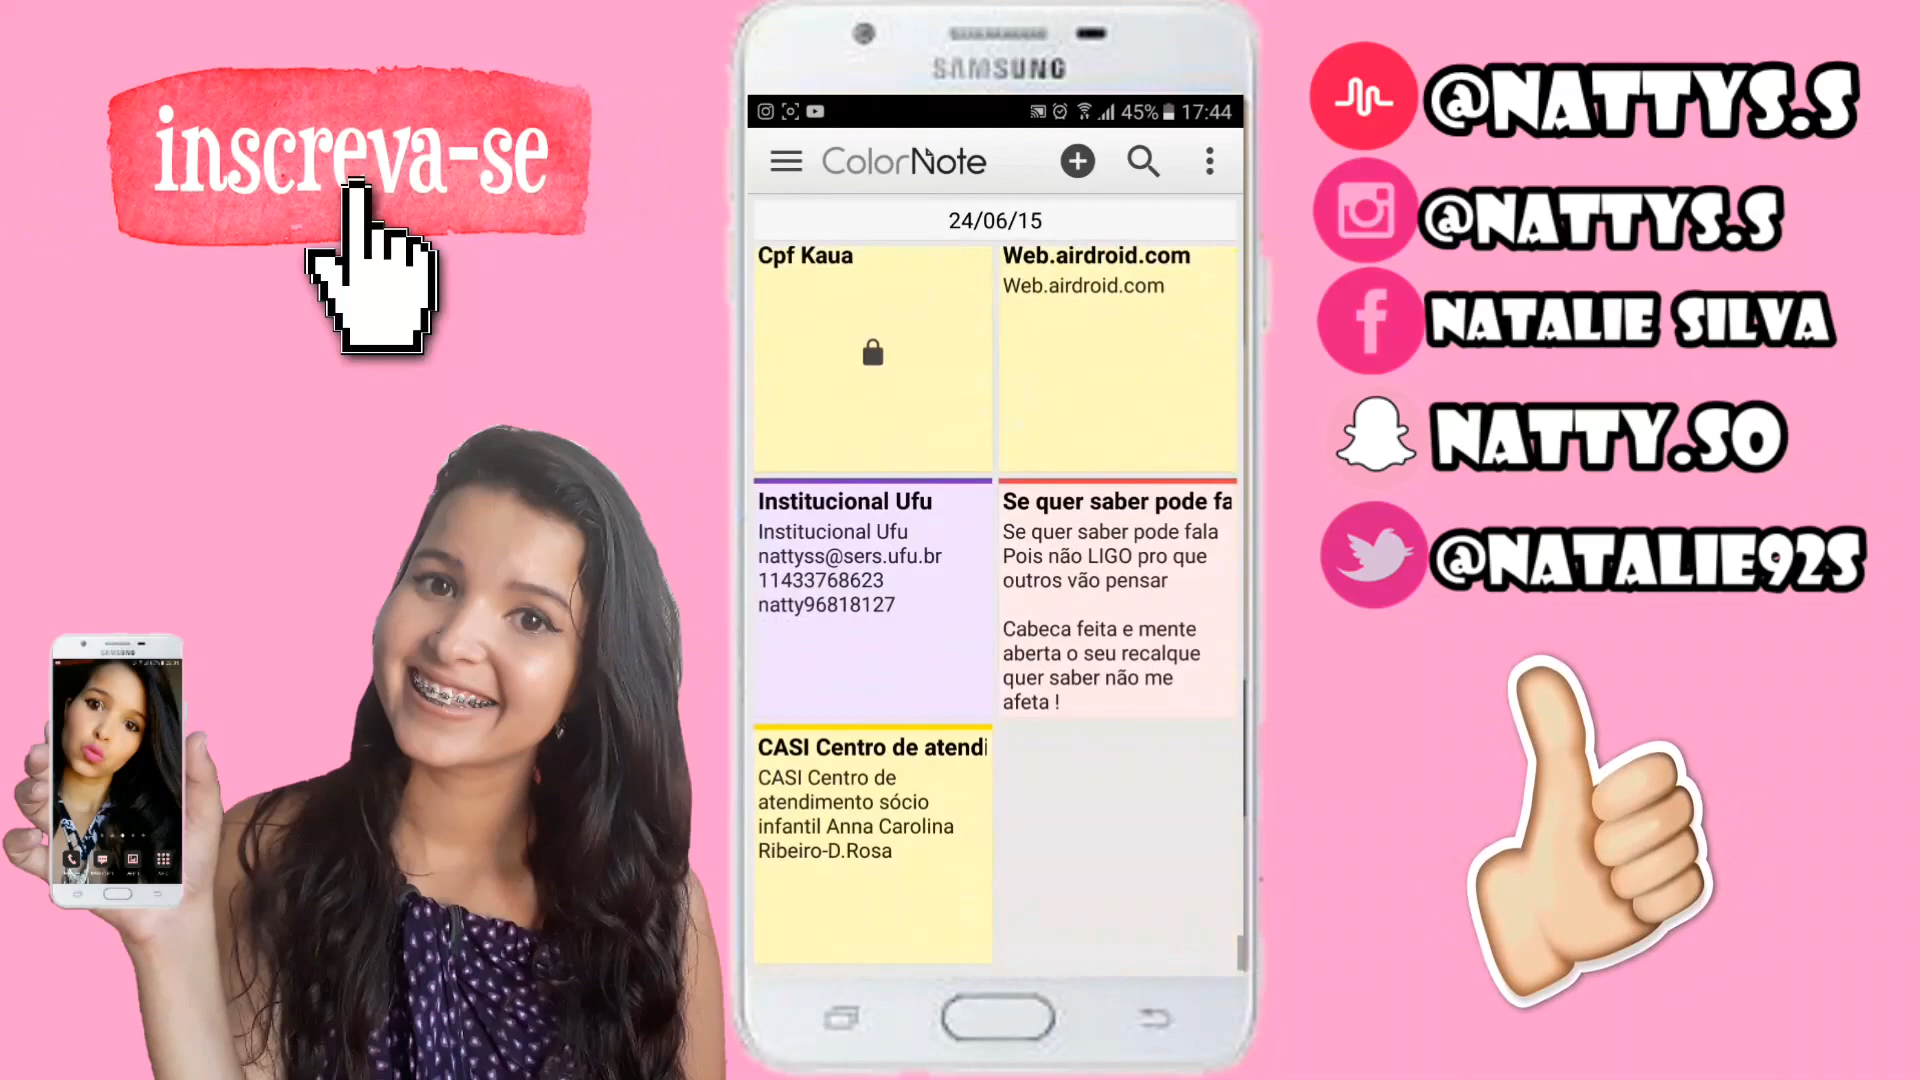 inscreva-se
SAMSUNG
45% 17:44
ColorNote
24/06/15
Cpf Kaua
Web.airdroid.com
Web.airdroid.com
Institucional Ufu
Institucional Ufu
nattyss@sers.ufu.br
11433768623
natty96818127
Se quer saber pode fa
Se quer saber pode fala
Pois não LIGO pro que
outros vão pensar
Cabeca feita e mente
aberta o seu recalque
quer saber não me
afeta !
CASI Centro de atendi
CASI Centro de
atendimento sócio
infantil Anna Carolina
Ribeiro-D.Rosa
@NATTYS.S
@NATTYS.S
NATALIE SILVA
NATTY.SO
@NATALIE92S
SAMSUNG